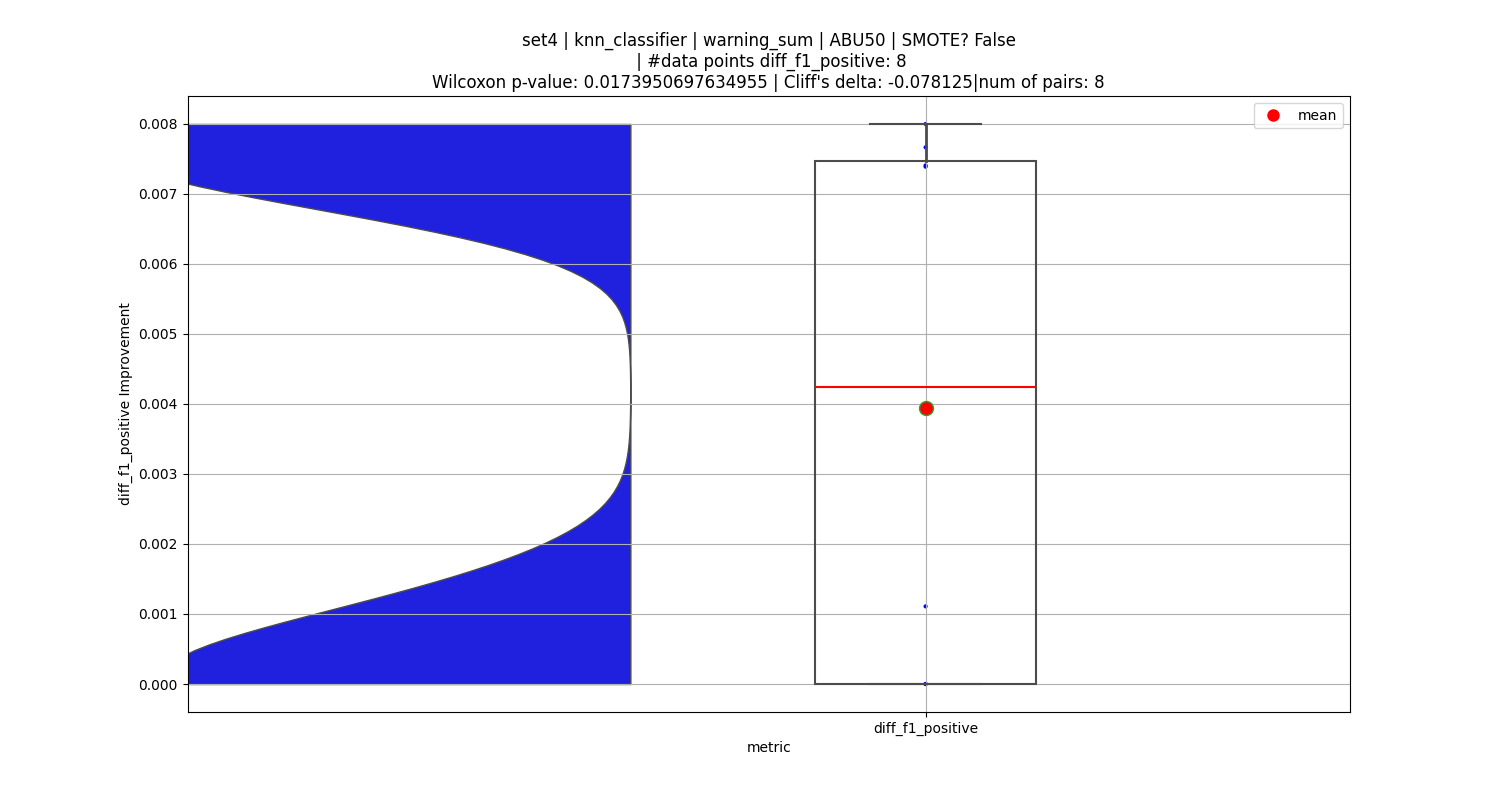 set4 | knn_classifier | warning_sum | ABU50 | SMOTE? False
| #data points diff_f1_positive: 8
Wilcoxon p-value: 0.0173950697634955 | Cliff's delta: -0.078125|num of pairs: 8
mean
0.008
0.007
0.006
0.005
0.004
0.003
0.002
0.001
0.000
diff_f1_positive Improvement
diff_f1_positive
metric